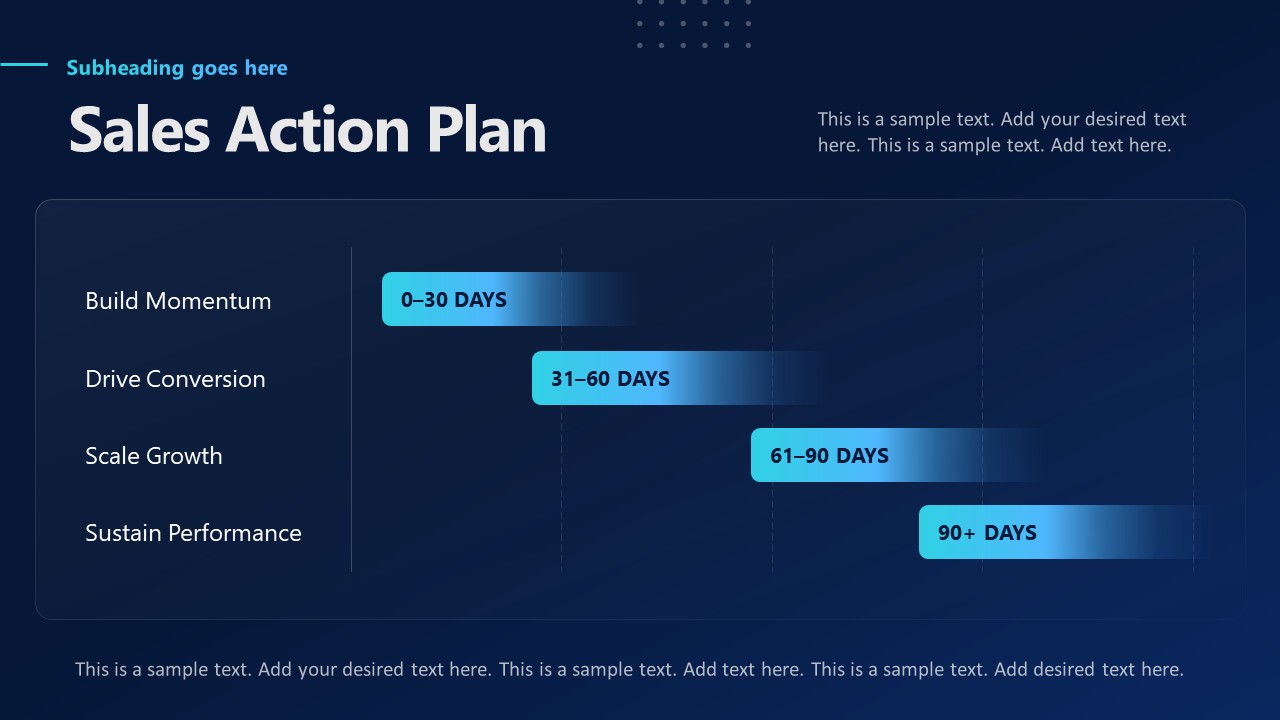 Subheading goes here
Sales Action Plan
This is a sample text. Add your desired text
here. This is a sample text. Add text here.
Build Momentum
0–30 DAYS
Drive Conversion
31–60 DAYS
Scale Growth
61–90 DAYS
Sustain Performance
90+ DAYS
This is a sample text. Add your desired text here. This is a sample text. Add text here. This is a sample text. Add desired text here.